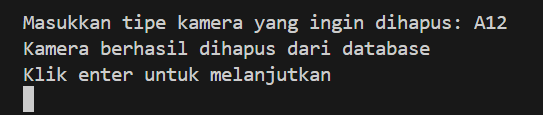 Masukkan tipe kamera yang ingin dihapus: A12
Kamera berhasil dihapus dari database
Klik enter untuk melanjutkan